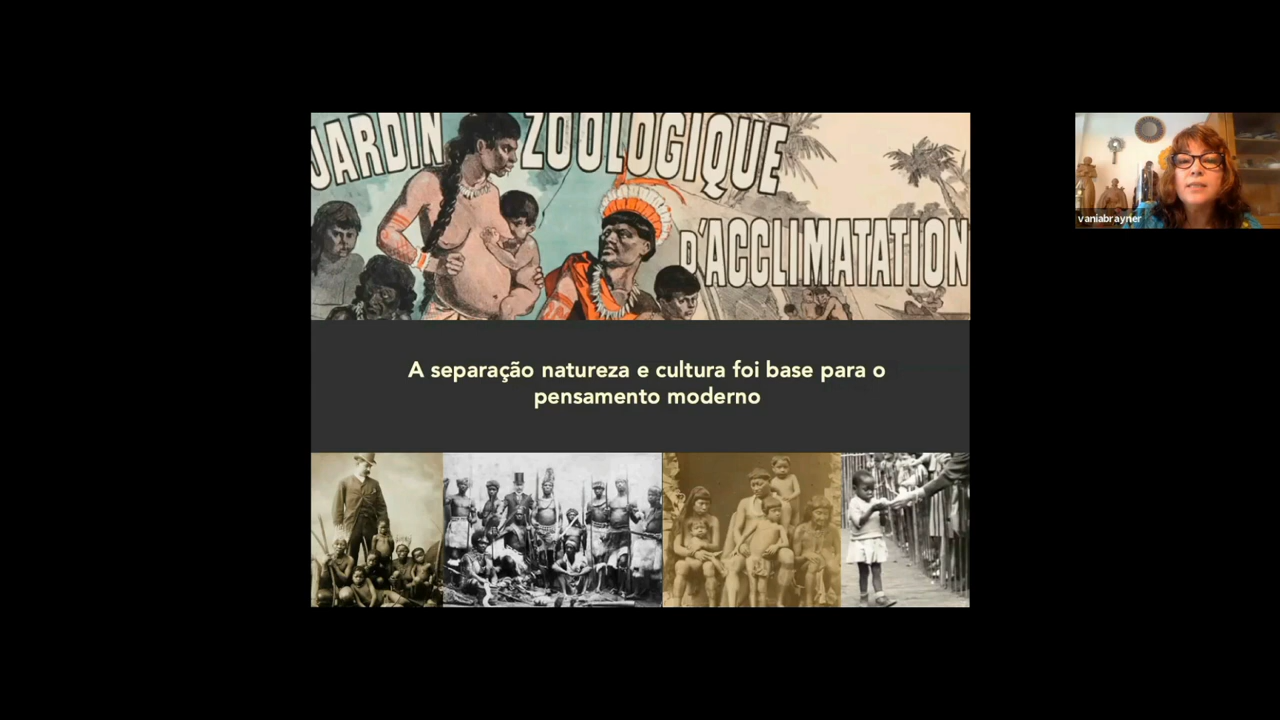 JARDIN ZOOLOGIQUE
D'ACCLIMATATION
A separação natureza e cultura foi base para o
pensamento moderno
vaniabrayner